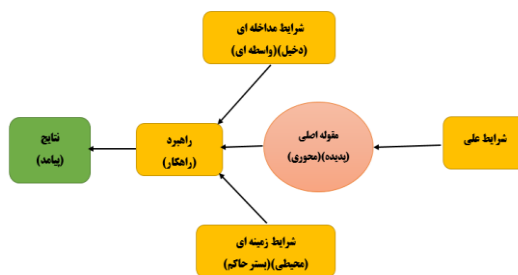 شرایط مداخله ای
(دخیل)(واسطه ای)
شرایط علی
مقوله اصلی
(پدیده)(محوری)
راهبرد
(راهکار)
نتایج
(پیامد)
شرایط زمینه ای
(محیطی)(بستر حاکم)